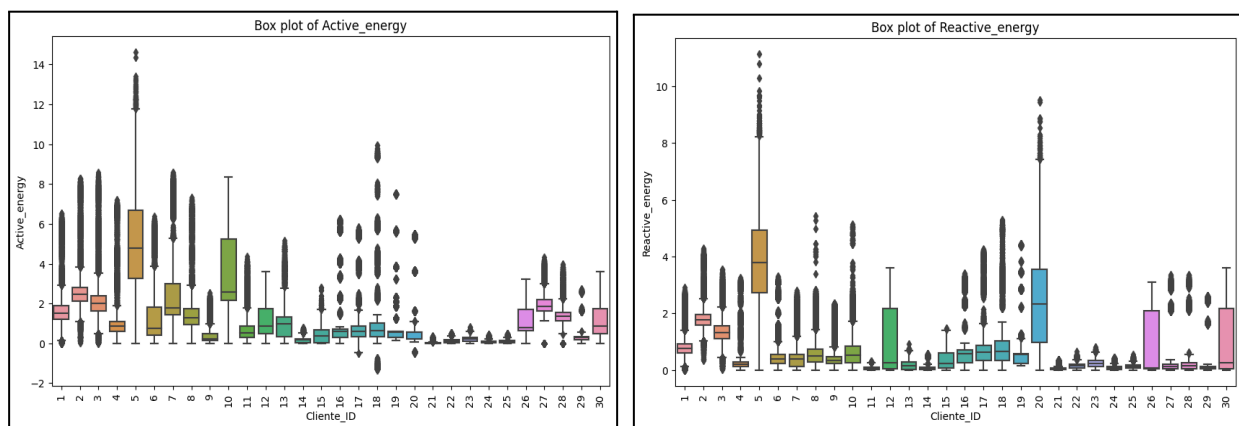 Box plot of Active_energy
Active_energy
14
12
10
8
6
4
2
0
−2
1 2 3 4 5 6 7 8 9 10 11 12 13 14 15 16 17 18 19 20 21 22 23 24 25 26 27 28 29 30
Cliente_ID
Box plot of Reactive_energy
Reactive_energy
10
8
6
4
2
0
1 2 3 4 5 6 7 8 9 10 11 12 13 14 15 16 17 18 19 20 21 22 23 24 25 26 27 28 29 30
Cliente_ID